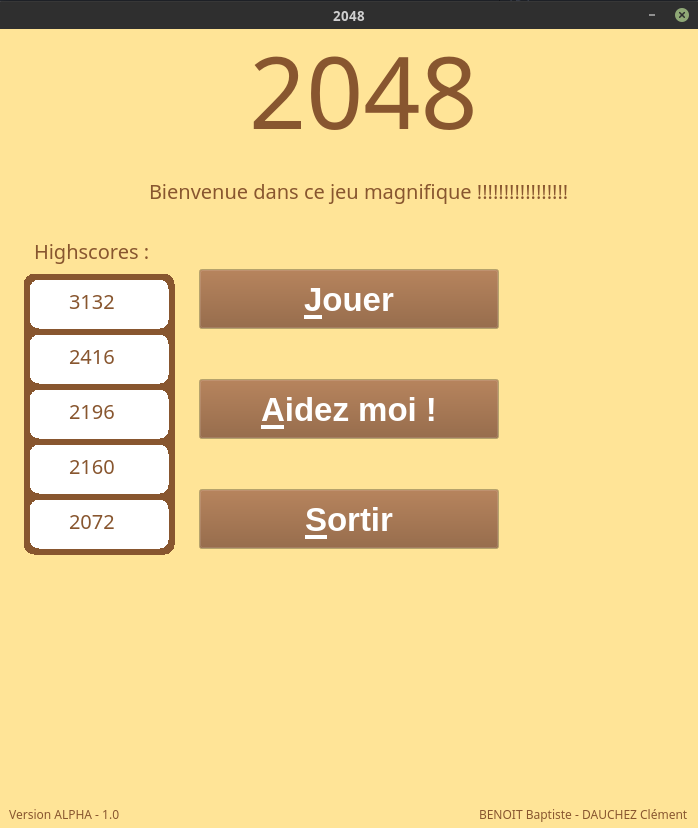 2048
2048
Bienvenue dans ce jeu magnifique !!!!!!!!!!!!!!!!!
Highscores :
3132
2416
2196
2160
2072
Jouer
Aidez moi !
Sortir
Version ALPHA - 1.0
BENOIT Baptiste - DAUCHEZ Clément